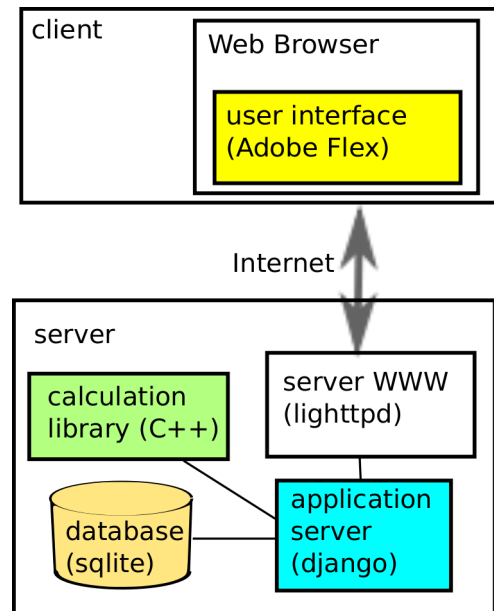 client
Web Browser
user interface
(Adobe Flex)
Internet
server
server WWW
(lighttpd)
calculation
library (C++)
application
server
(django)
database
(sqlite)